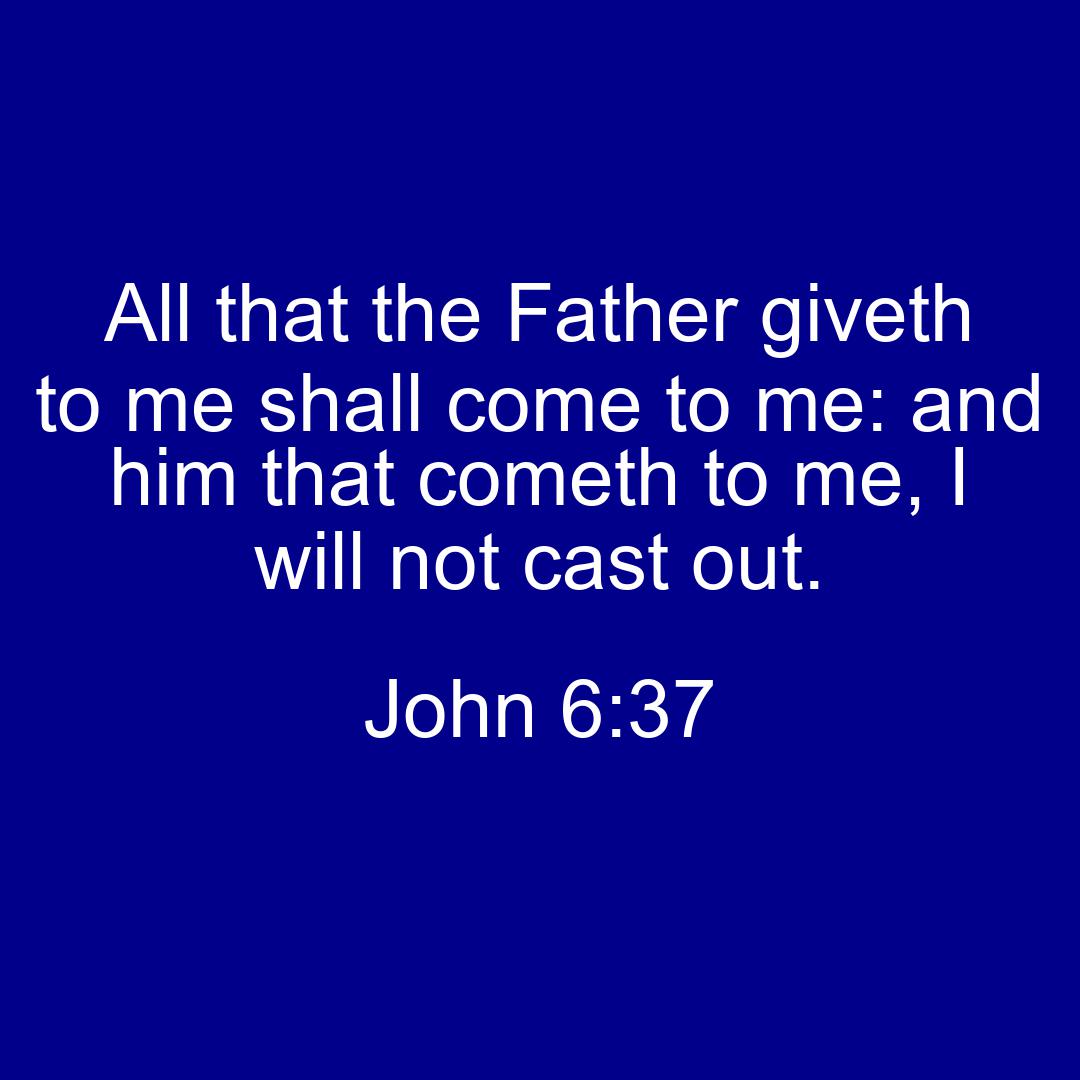 All that the Father giveth
to me shall come to me: and
him that cometh to me, I
will not cast out.
John 6:37